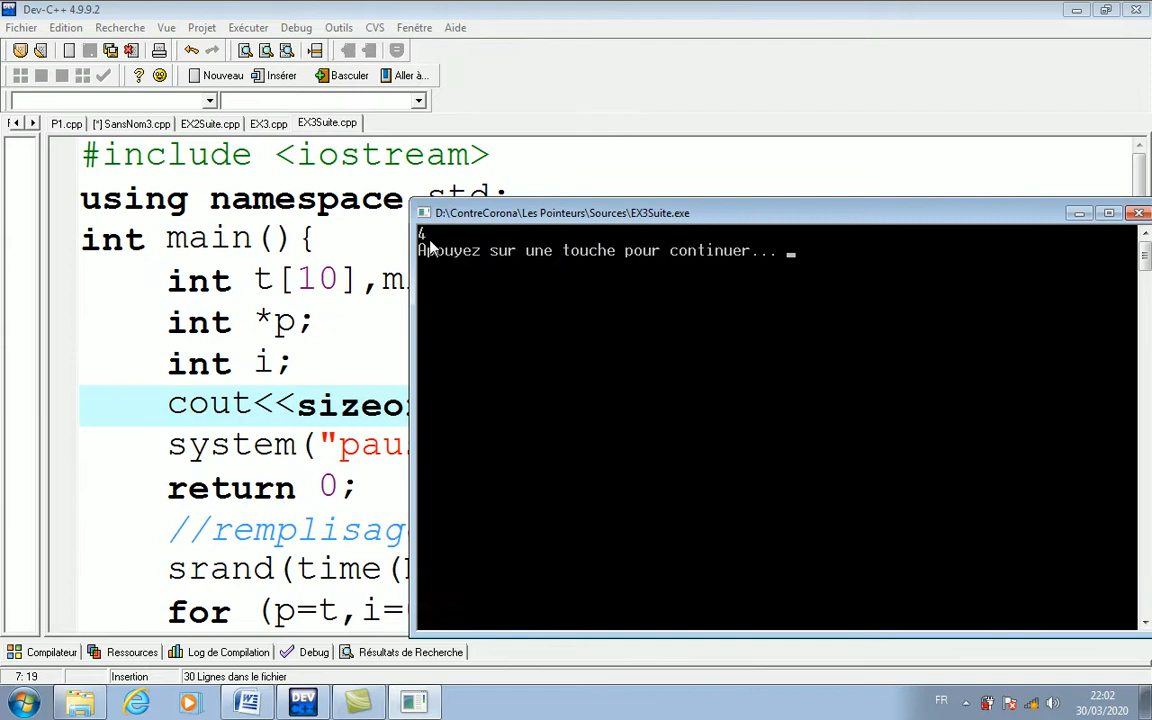 Dev-C++ 4.9.9.2
Fichier Edition Recherche Vue Projet Exécuter Debug Outils CVS Fenêtre Aide
Nouveau Insérer Basculer Aller à...
P1.cpp [*] SansNom3.cpp EX2Suite.cpp EX3.cpp EX3Suite.cpp
#include <iostream>
using namespace std;
int main(){
int t[10],m
int *p;
int i;
cout<<sizeo
system("pau
return 0;
//remplisag
srand(time(
for (p=t,i=
D:\ContreCorona\Les Pointeurs\Sources\EX3Suite.exe
4
Appuyez sur une touche pour continuer... _
Compilateur Ressources Log de Compilation Debug Résultats de Recherche
7: 19 Insertion 30 Lignes dans le fichier
FR 22:02
30/03/2020